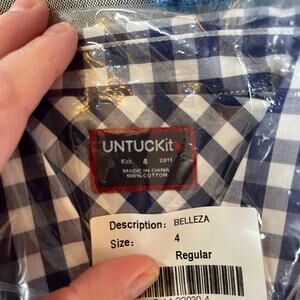 UNTUCKit
Est. 4 2011
MADE IN CHINA
100% COTTON
Description: BELLEZA
Size: 4
Regular